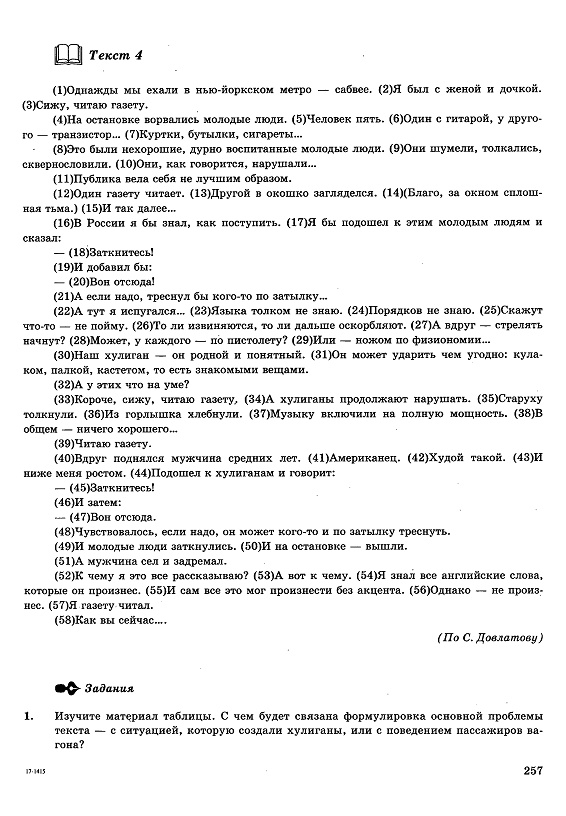 Текст 4
(1)Однажды мы ехали в нью-йоркском метро — сабвее. (2)Я был с женой и дочкой.
(3)Сижу, читаю газету.
(4)На остановке ворвались молодые люди. (5)Человек пять. (6)Один с гитарой, у друго-
го — транзистор... (7)Куртки, бутылки, сигареты...
(8)Это были нехорошие, дурно воспитанные молодые люди. (9)Они шумели, толкались,
сквернословили. (10)Они, как говорится, нарушали...
(11)Публика вела себя не лучшим образом.
(12)Один газету читает. (13)Другой в окошко загляделся. (14)(Благо, за окном сплош-
ная тьма.) (15)И так далее...
(16)В России я бы знал, как поступить. (17)Я бы подошел к этим молодым людям и
сказал:
— (18)Заткнитесь!
(19)И добавил бы:
— (20)Вон отсюда!
(21)А если надо, треснул бы кого-то по затылку...
(22)А тут я испугался... (23)Языка толком не знаю. (24)Порядков не знаю. (25)Скажут
что-то — не пойму. (26)То ли извиняются, то ли дальше оскорбляют. (27)А вдруг — стрелять
начнут? (28)Может, у каждого — по пистолету? (29)Или — ножом по физиономии...
(30)Наш хулиган — он родной и понятный. (31)Он может ударить чем угодно: кула-
ком, палкой, кастетом, то есть знакомыми вещами.
(32)А у этих что на уме?
(33)Короче, сижу, читаю газету. (34)А хулиганы продолжают нарушать. (35)Старуху
толкнули. (36)Из горлышка хлебнули. (37)Музыку включили на полную мощность. (38)В
общем — ничего хорошего...
(39)Читаю газету.
(40)Вдруг поднялся мужчина средних лет. (41)Американец. (42)Худой такой. (43)И
ниже меня ростом. (44)Подошел к хулиганам и говорит:
— (45)Заткнитесь!
(46)И затем:
— (47)Вон отсюда.
(48)Чувствовалось, если надо, он может кого-то и по затылку треснуть.
(49)И молодые люди заткнулись. (50)И на остановке — вышли.
(51)А мужчина сел и задремал.
(52)К чему я это все рассказываю? (53)А вот к чему. (54)Я знал все английские слова,
которые он произнес. (55)И сам все это мог произнести без акцента. (56)Однако — не произ-
нес. (57)Я газету читал.
(58)Как вы сейчас....
(По С. Довлатову)
Задания
1. Изучите материал таблицы. С чем будет связана формулировка основной проблемы
текста — с ситуацией, которую создали хулиганы, или с поведением пассажиров ва-
гона?
17-1415
257